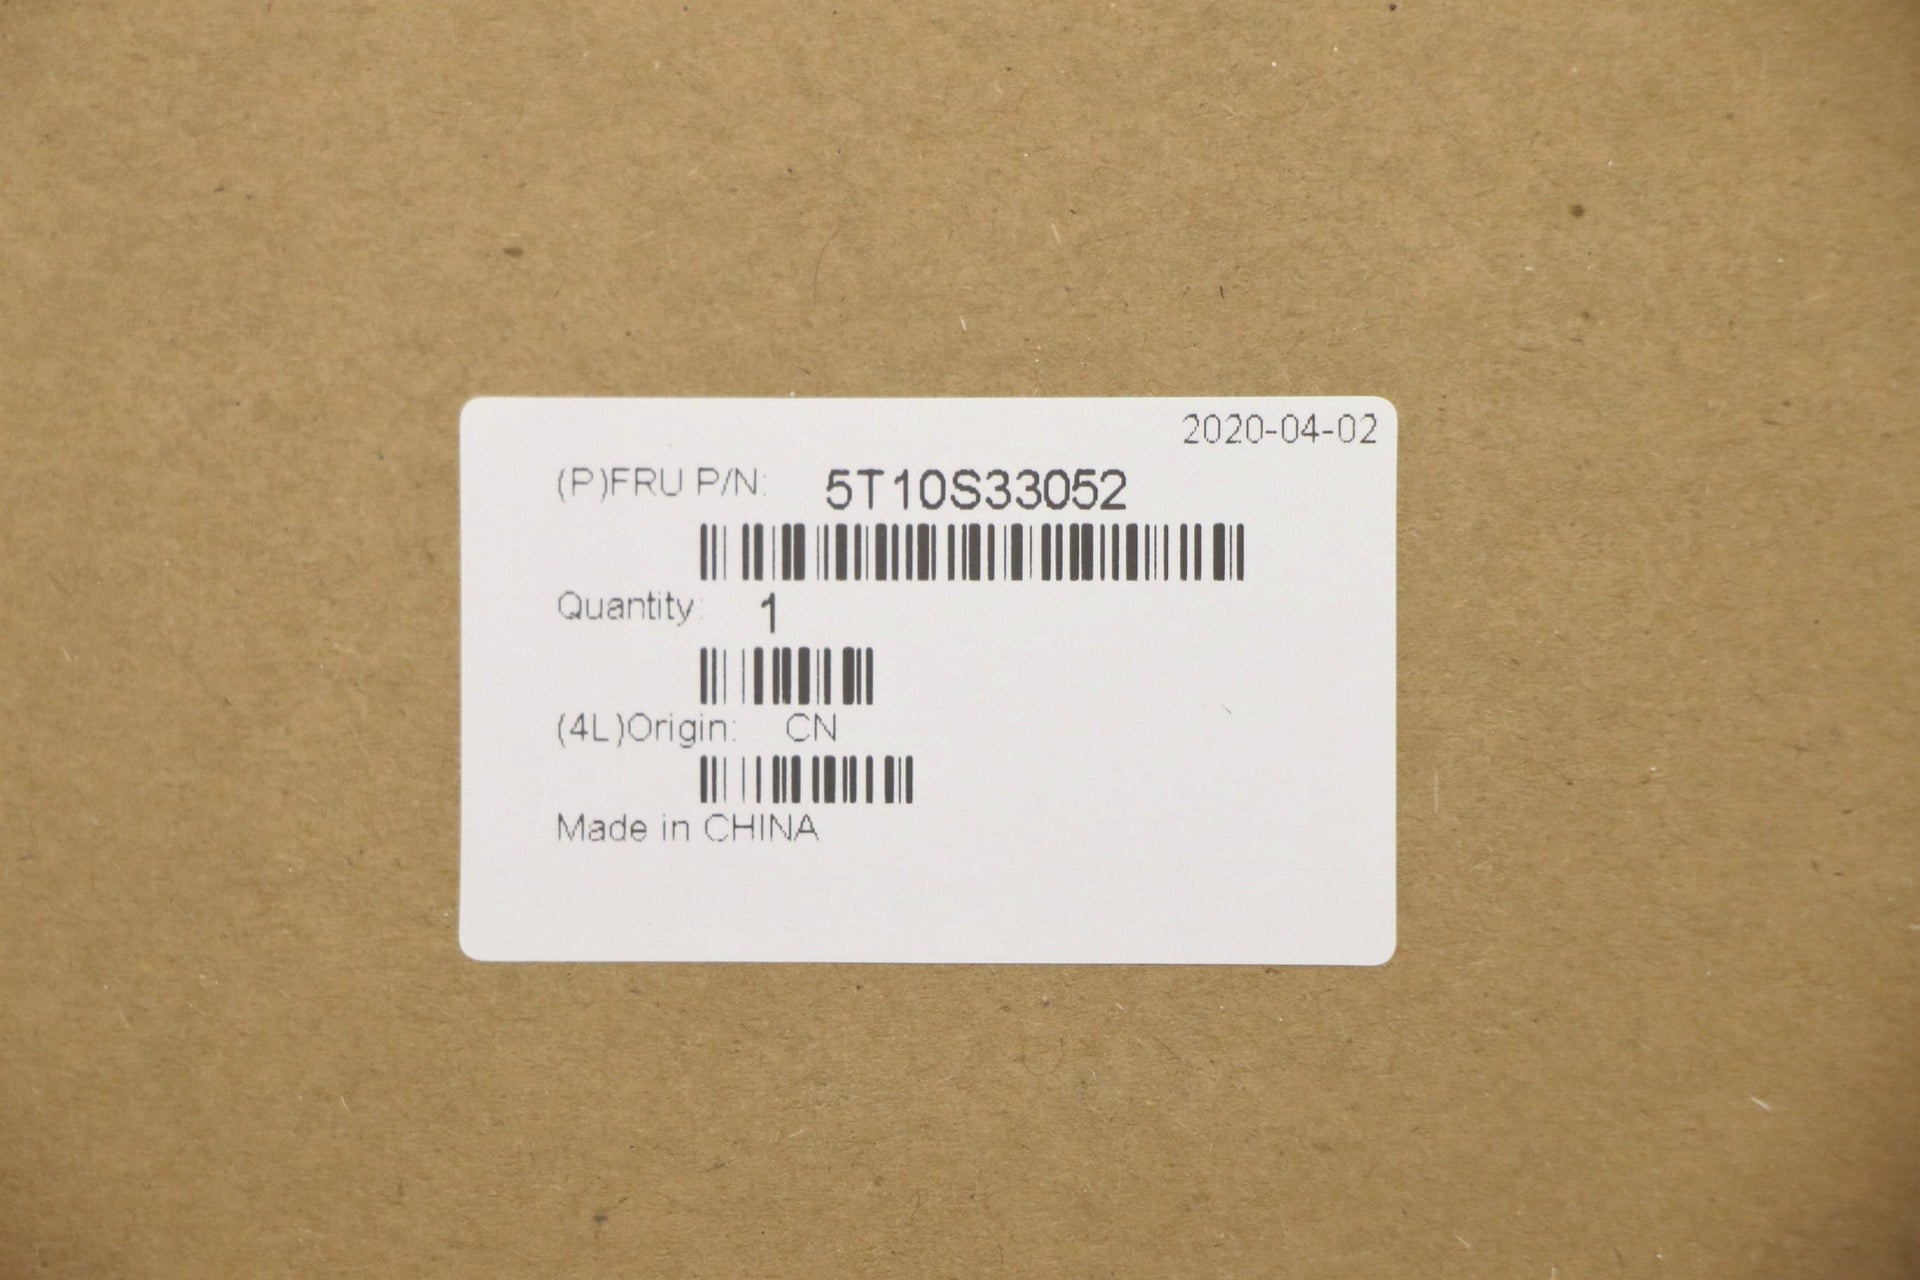 2020-04-02
(P)FRU P/N: 5T10S33052
Quantity: 1
(4L)Origin: CN
Made in CHINA